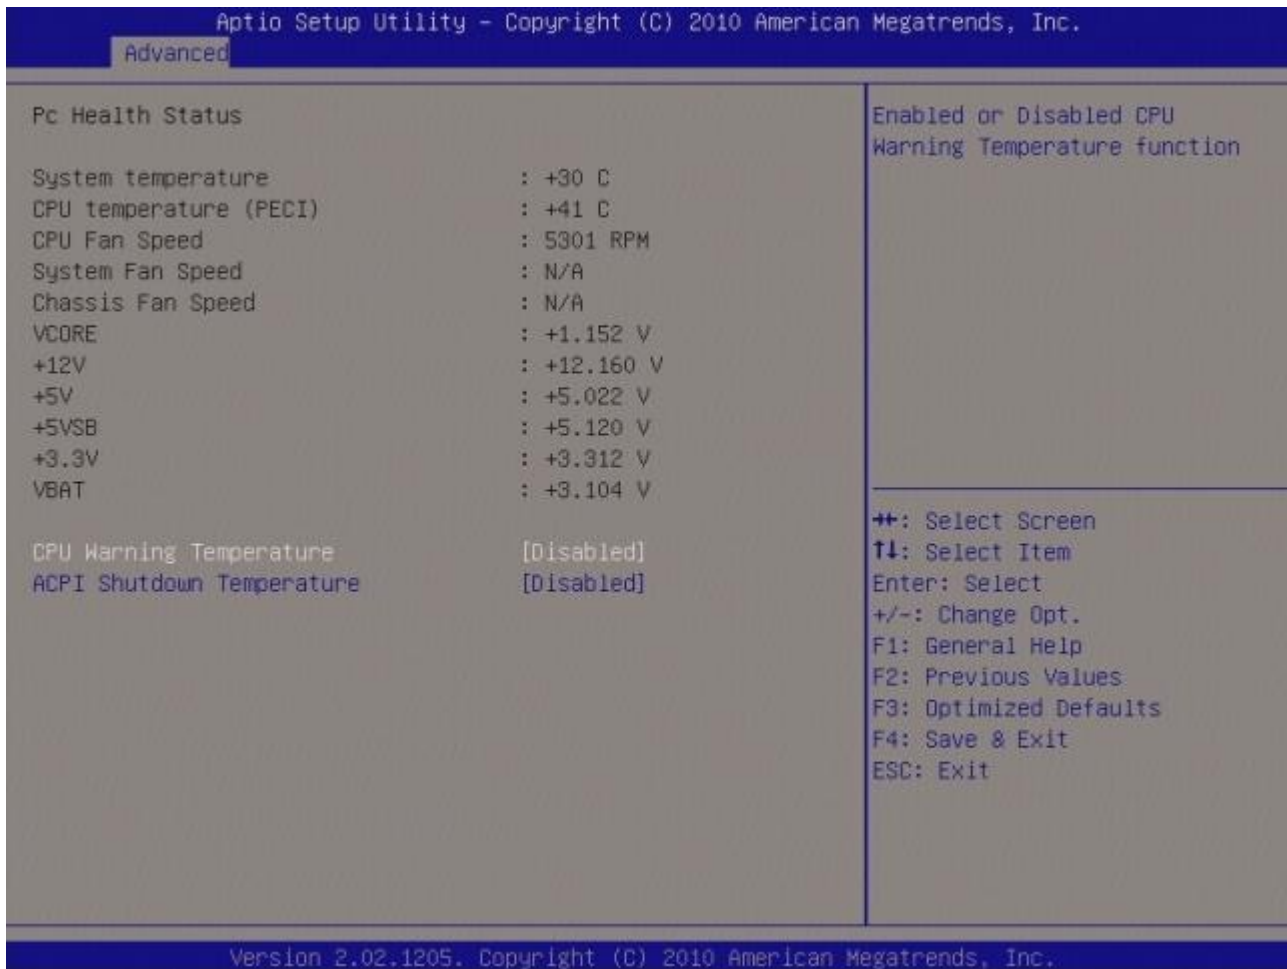 Aptio Setup Utility – Copyright (C) 2010 American Megatrends, Inc.
Advanced
Pc Health Status
System temperature : +30 C
CPU temperature (PECI) : +41 C
CPU Fan Speed : 5301 RPM
System Fan Speed : N/A
Chassis Fan Speed : N/A
VCORE : +1.152 V
+12V : +12.160 V
+5V : +5.022 V
+5VSB : +5.120 V
+3.3V : +3.312 V
VBAT : +3.104 V
CPU Warning Temperature [Disabled]
ACPI Shutdown Temperature [Disabled]
Enabled or Disabled CPU
Warning Temperature function
→←: Select Screen
↑↓: Select Item
Enter: Select
+/-: Change Opt.
F1: General Help
F2: Previous Values
F3: Optimized Defaults
F4: Save & Exit
ESC: Exit
Version 2.02.1205. Copyright (C) 2010 American Megatrends, Inc.